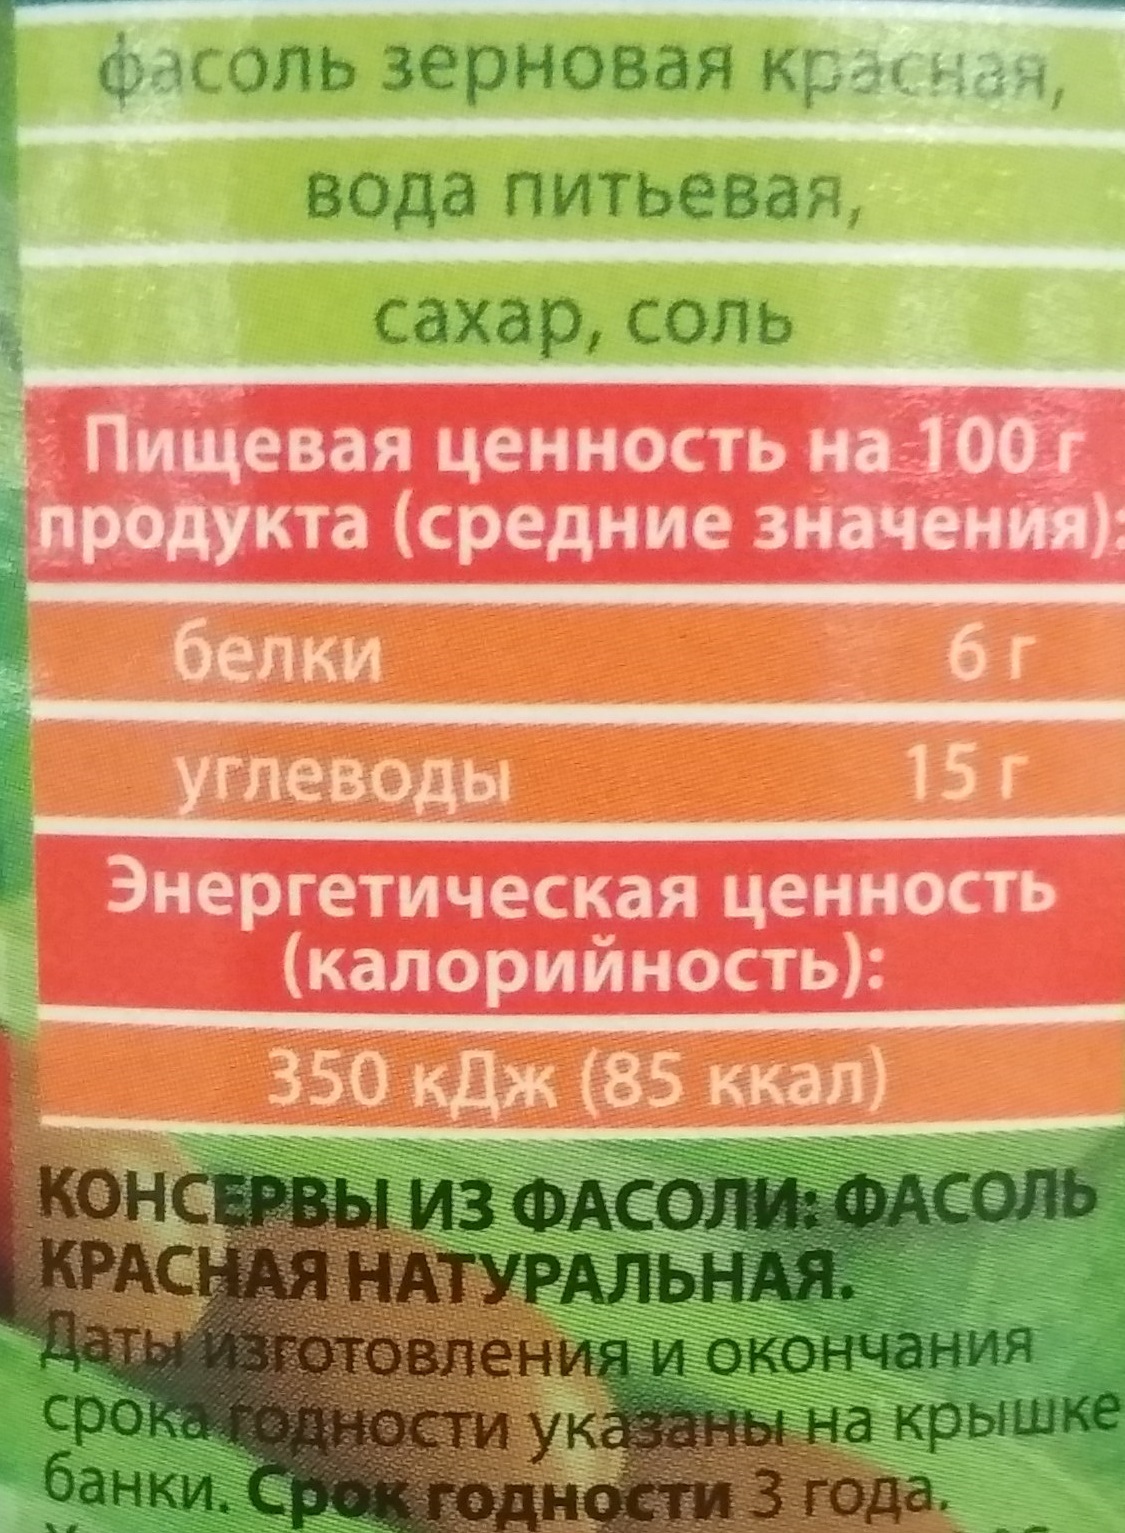 фасоль зерновая красная,
вода питьевая,
сахар, соль
Пищевая ценность на 100 г
продукта (средние значения):
белки 6 г
углеводы 15 г
Энергетическая ценность
(калорийность):
350 кДж (85 ккал)
КОНСЕРВЫ ИЗ ФАСОЛИ: ФАСОЛЬ
КРАСНАЯ НАТУРАЛЬНАЯ.
Даты изготовления и окончания
срока годности указаны на крышке
банки. Срок годности 3 года.